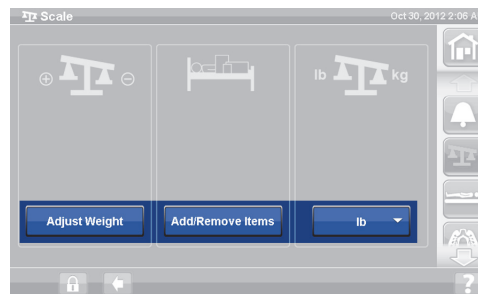 Scale Oct 30, 2012 2:06 A
lb kg
Adjust Weight Add/Remove Items lb
?